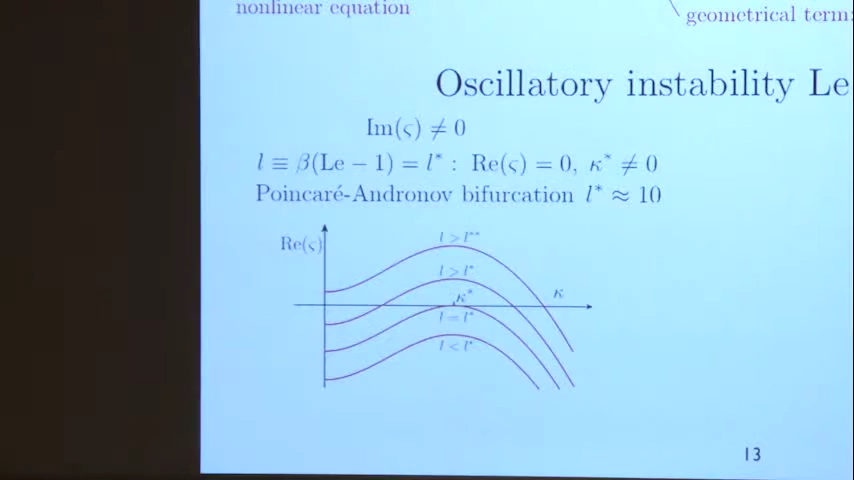 nonlinear equation
geometrical term
Oscillatory instability Le
Im(ς) ≠ 0
l ≡ β(Le − 1) = l* : Re(ς) = 0, κ* ≠ 0
Poincaré-Andronov bifurcation l* ≈ 10
Re(ς)
l > l**
l > l*
κ*
κ
l = l*
l < l*
13